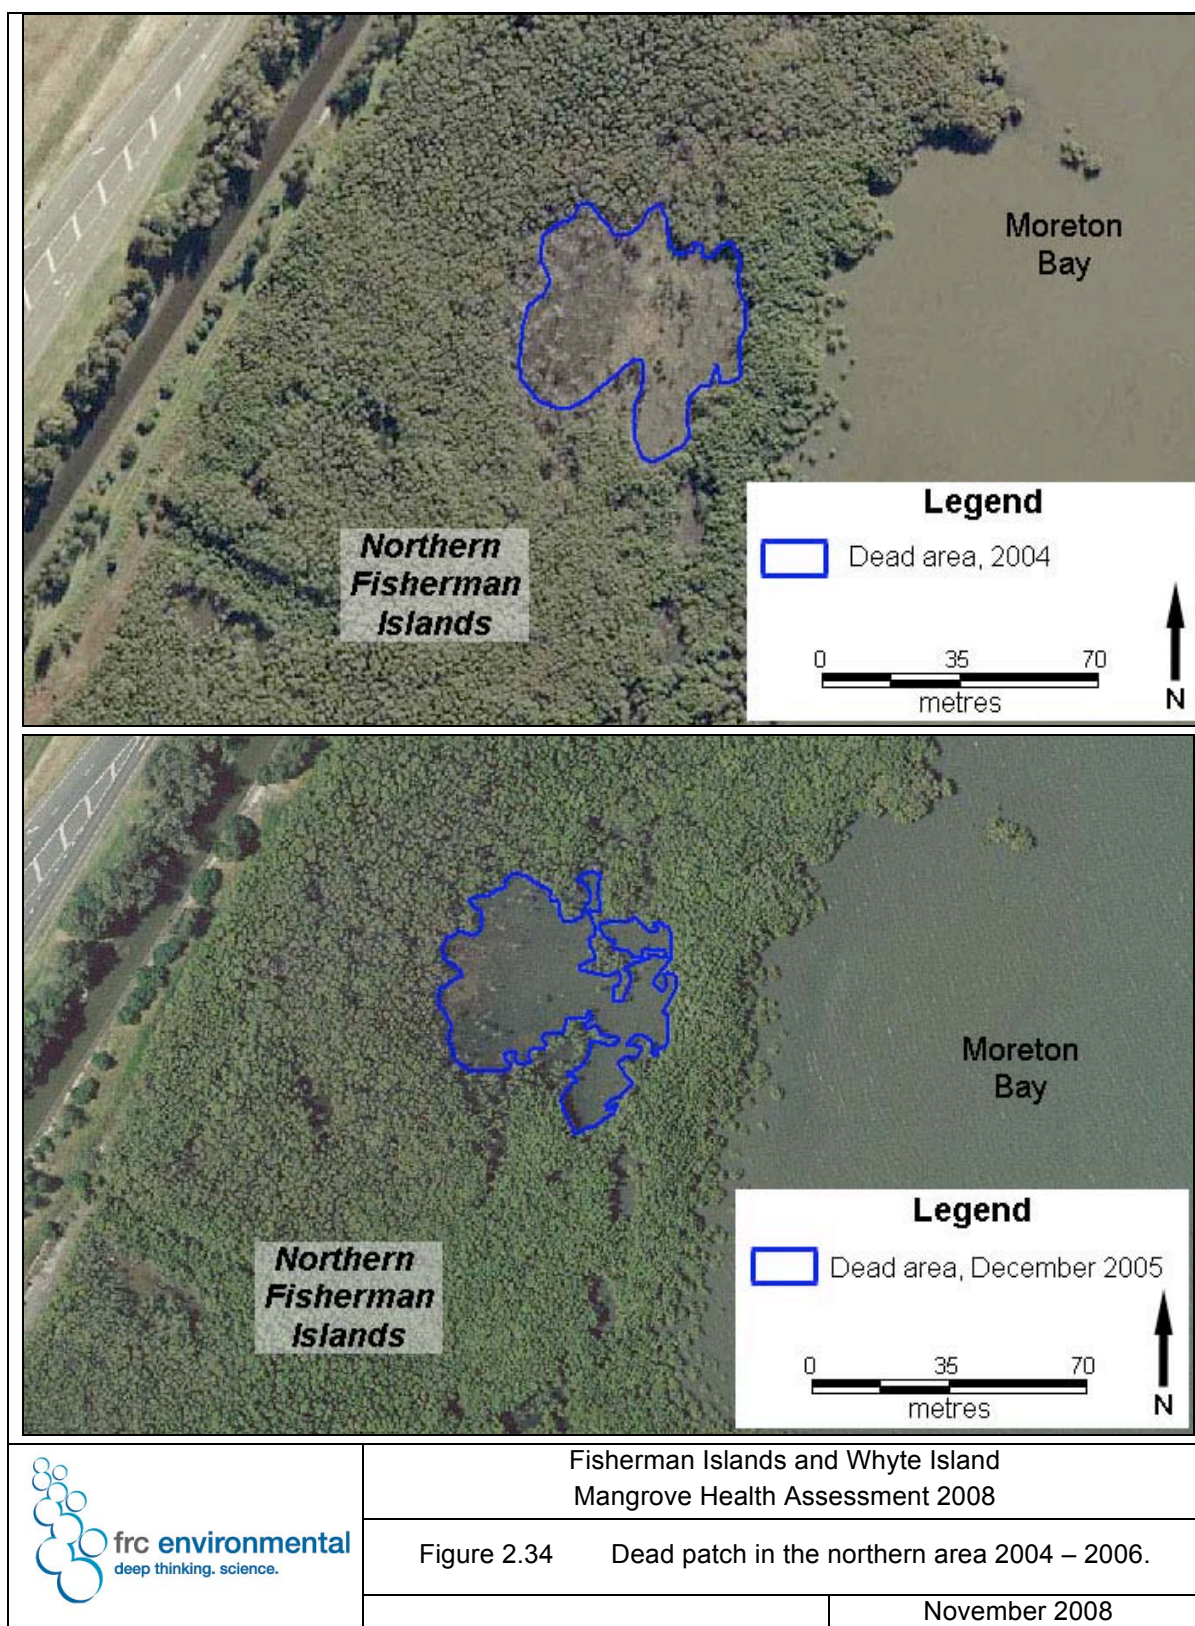 Moreton
Bay
Northern
Fisherman
Islands
Legend
Dead area, 2004
0 35 70
metres
N
Moreton
Bay
Northern
Fisherman
Islands
Legend
Dead area, December 2005
0 35 70
metres
N
frc environmental
deep thinking. science.
Fisherman Islands and Whyte Island
Mangrove Health Assessment 2008
Figure 2.34 Dead patch in the northern area 2004 – 2006.
November 2008